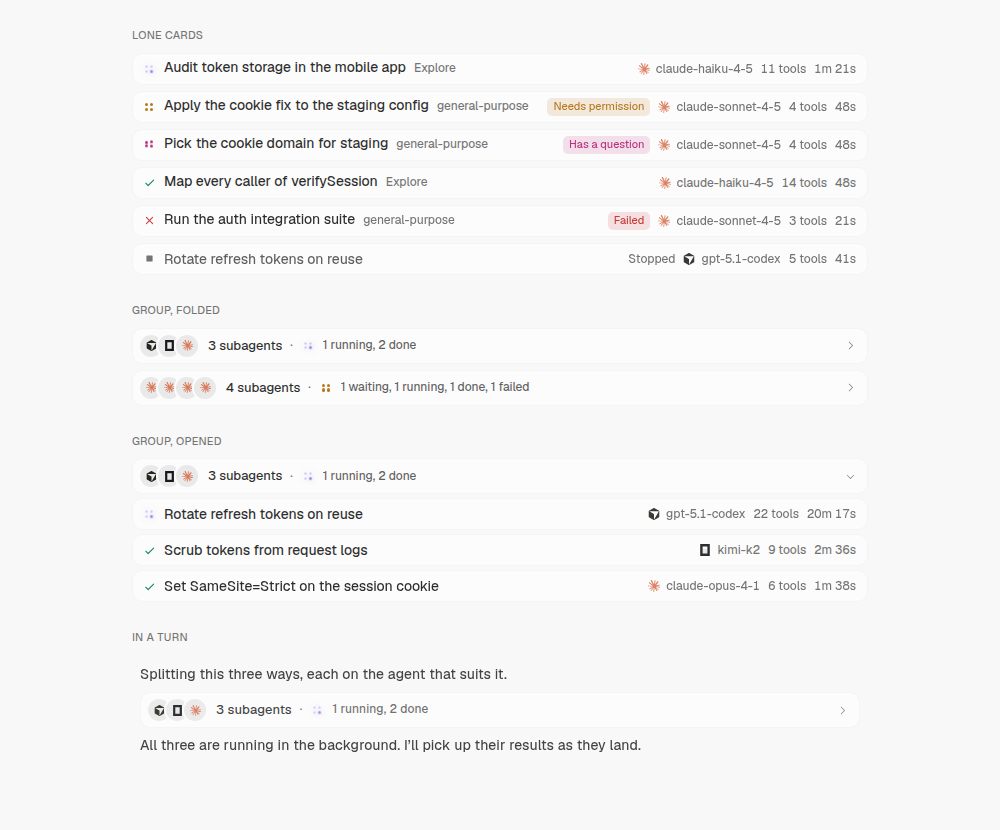 LONE CARDS
Audit token storage in the mobile app Explore claude-haiku-4-5 11 tools 1m 21s
Apply the cookie fix to the staging config general-purpose Needs permission claude-sonnet-4-5 4 tools 48s
Pick the cookie domain for staging general-purpose Has a question claude-sonnet-4-5 4 tools 48s
Map every caller of verifySession Explore claude-haiku-4-5 14 tools 48s
Run the auth integration suite general-purpose Failed claude-sonnet-4-5 3 tools 21s
Rotate refresh tokens on reuse Stopped gpt-5.1-codex 5 tools 41s
GROUP, FOLDED
3 subagents · 1 running, 2 done
4 subagents · 1 waiting, 1 running, 1 done, 1 failed
GROUP, OPENED
3 subagents · 1 running, 2 done
Rotate refresh tokens on reuse gpt-5.1-codex 22 tools 20m 17s
Scrub tokens from request logs kimi-k2 9 tools 2m 36s
Set SameSite=Strict on the session cookie claude-opus-4-1 6 tools 1m 38s
IN A TURN
Splitting this three ways, each on the agent that suits it.
3 subagents · 1 running, 2 done
All three are running in the background. I'll pick up their results as they land.